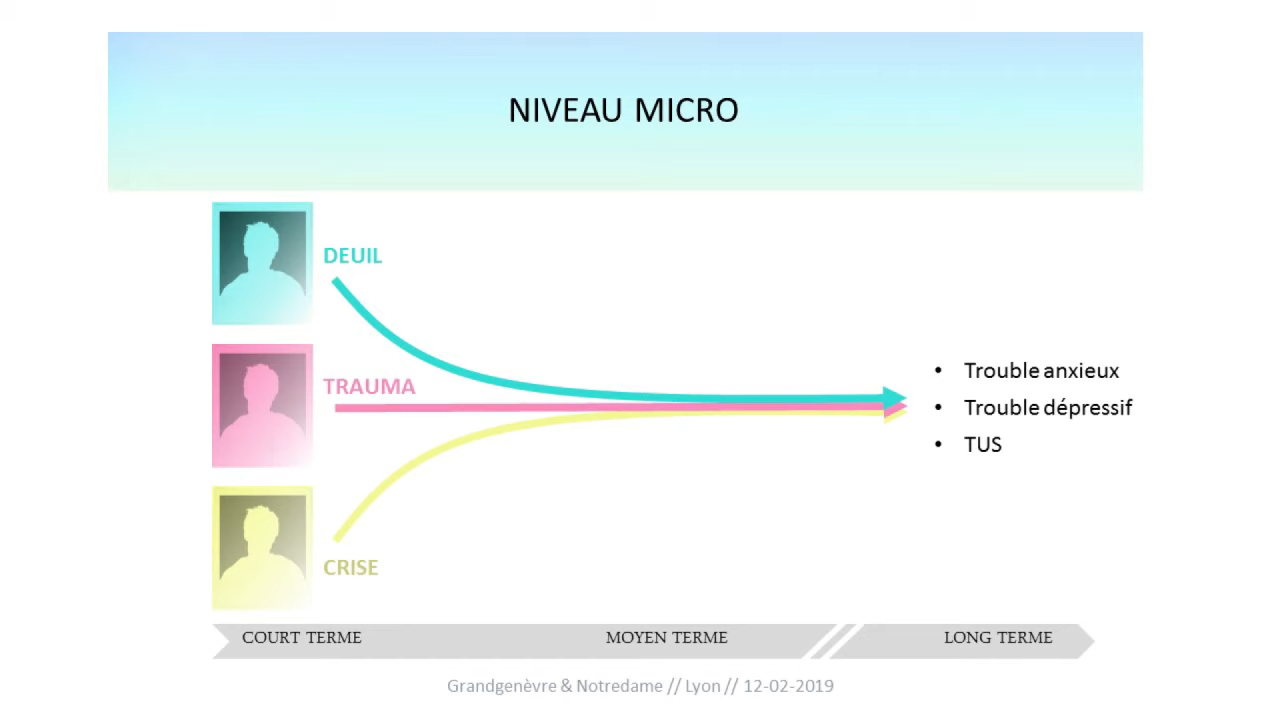 NIVEAU MICRO
DEUIL
TRAUMA
CRISE
• Trouble anxieux
• Trouble dépressif
• TUS
COURT TERME
MOYEN TERME
LONG TERME
Grandgenèvre & Notredame // Lyon // 12-02-2019